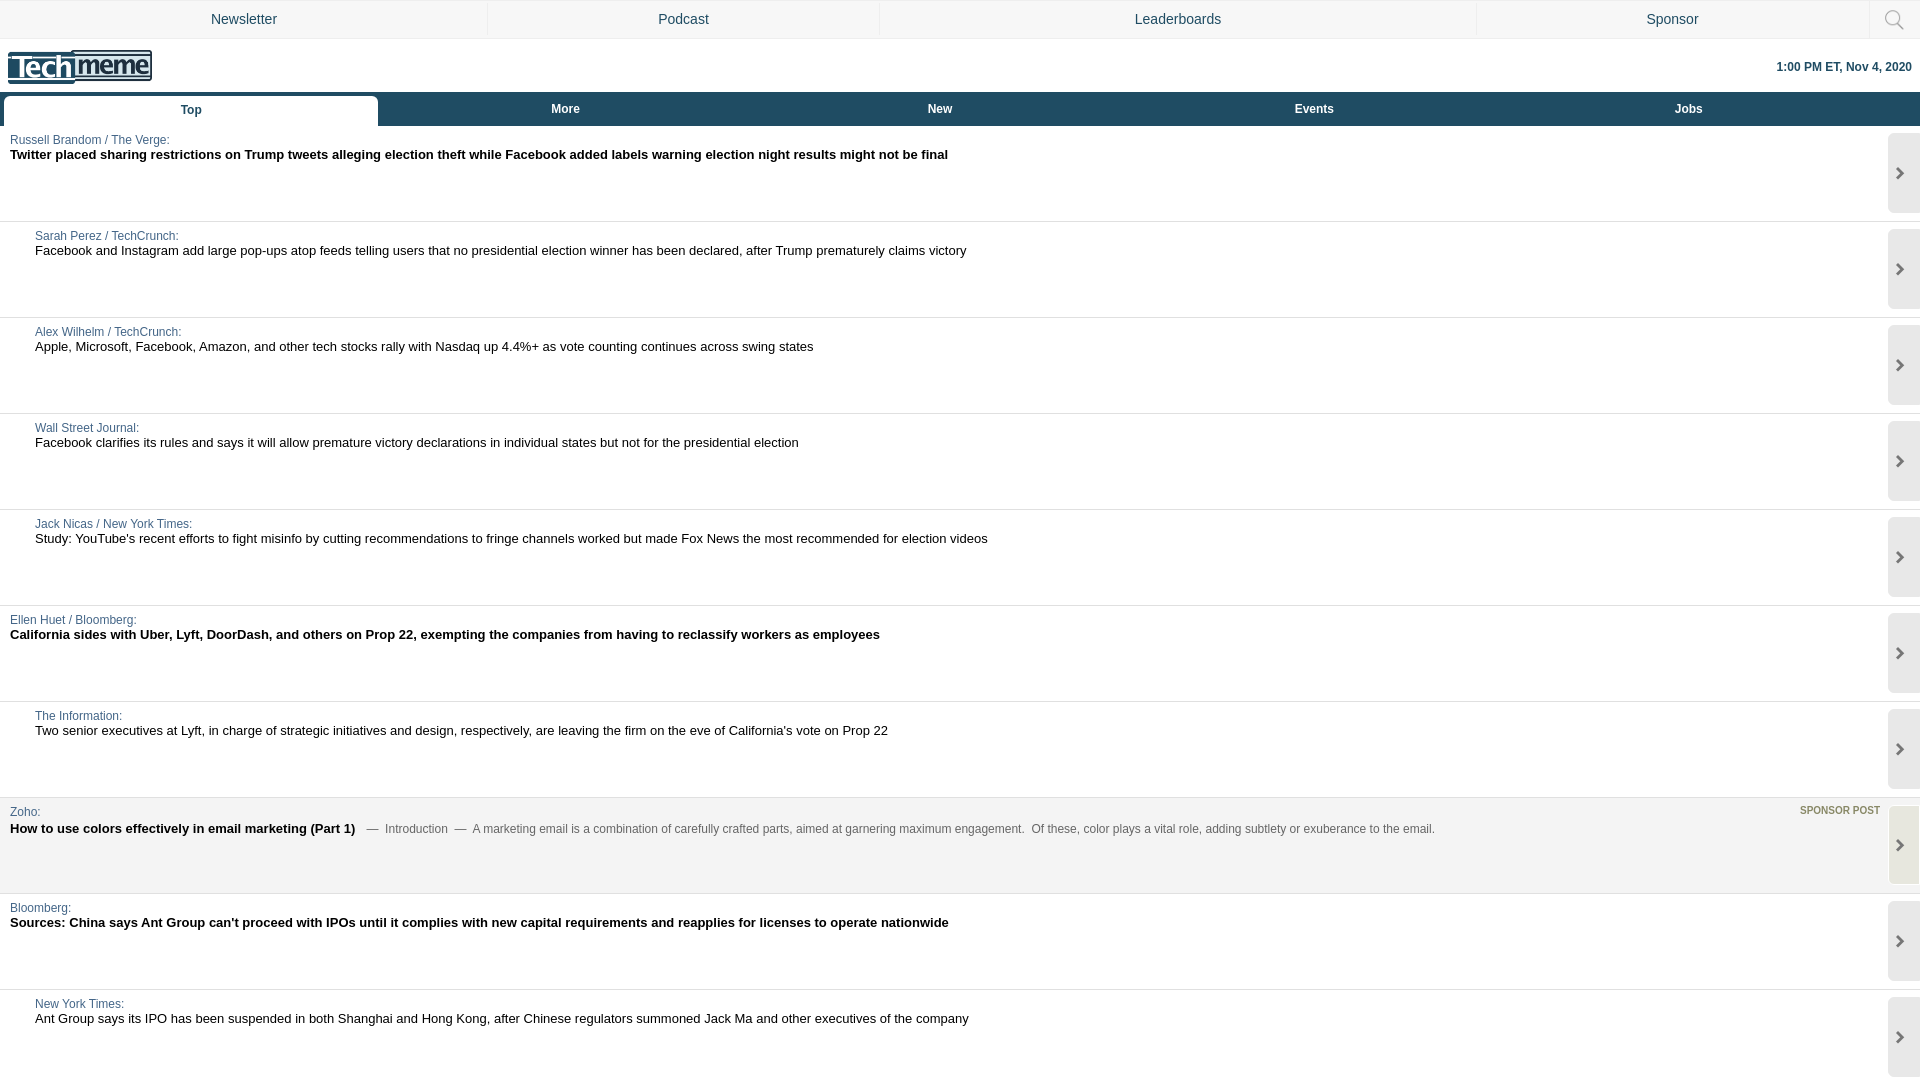 Newsletter
Podcast
Leaderboards
Sponsor
Techmeme
1:00 PM ET, Nov 4, 2020
Top
More
New
Events
Jobs
Russell Brandom / The Verge:
Twitter placed sharing restrictions on Trump tweets alleging election theft while Facebook added labels warning election night results might not be final
Sarah Perez / TechCrunch:
Facebook and Instagram add large pop-ups atop feeds telling users that no presidential election winner has been declared, after Trump prematurely claims victory
Alex Wilhelm / TechCrunch:
Apple, Microsoft, Facebook, Amazon, and other tech stocks rally with Nasdaq up 4.4%+ as vote counting continues across swing states
Wall Street Journal:
Facebook clarifies its rules and says it will allow premature victory declarations in individual states but not for the presidential election
Jack Nicas / New York Times:
Study: YouTube's recent efforts to fight misinfo by cutting recommendations to fringe channels worked but made Fox News the most recommended for election videos
Ellen Huet / Bloomberg:
California sides with Uber, Lyft, DoorDash, and others on Prop 22, exempting the companies from having to reclassify workers as employees
The Information:
Two senior executives at Lyft, in charge of strategic initiatives and design, respectively, are leaving the firm on the eve of California's vote on Prop 22
Zoho:
SPONSOR POST
How to use colors effectively in email marketing (Part 1) — Introduction — A marketing email is a combination of carefully crafted parts, aimed at garnering maximum engagement. Of these, color plays a vital role, adding subtlety or exuberance to the email.
Bloomberg:
Sources: China says Ant Group can't proceed with IPOs until it complies with new capital requirements and reapplies for licenses to operate nationwide
New York Times:
Ant Group says its IPO has been suspended in both Shanghai and Hong Kong, after Chinese regulators summoned Jack Ma and other executives of the company